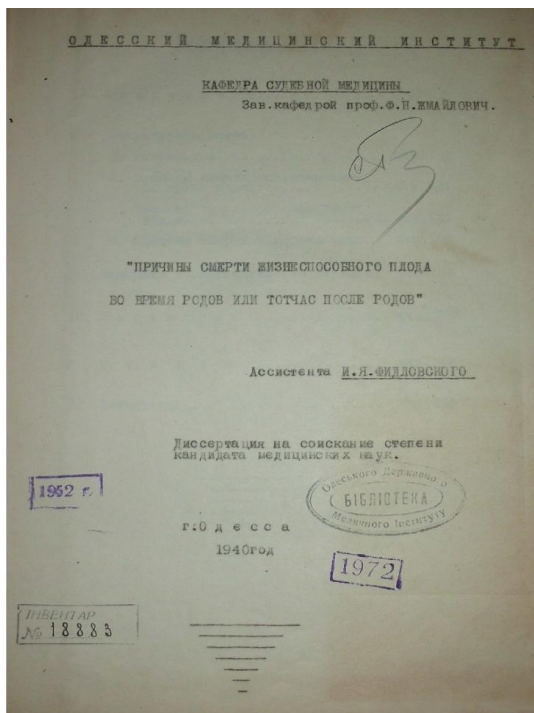 ОДЕССКИЙ МЕДИЦИНСКИЙ ИНСТИТУТ
КАФЕДРА СУДЕБНОЙ МЕДИЦИНЫ
Зав.кафедрой проф.Ф.Н.ЖМАЙЛОВИЧ.
"ПРИЧИНЫ СМЕРТИ ЖИЗНЕСПОСОБНОГО ПЛОДА
ВО ВРЕМЯ РОДОВ ИЛИ ТОТЧАС ПОСЛЕ РОДОВ"
Ассистента И.Я.ФИДЛОВСКОГО
Диссертация на соискание степени
кандидата медицинских наук.
1952 г.
Одеського Державного
БІБЛІОТЕКА
Медичного Інституту
г.Одесса
1940год
1972
ІНВЕНТАР
№ 18883